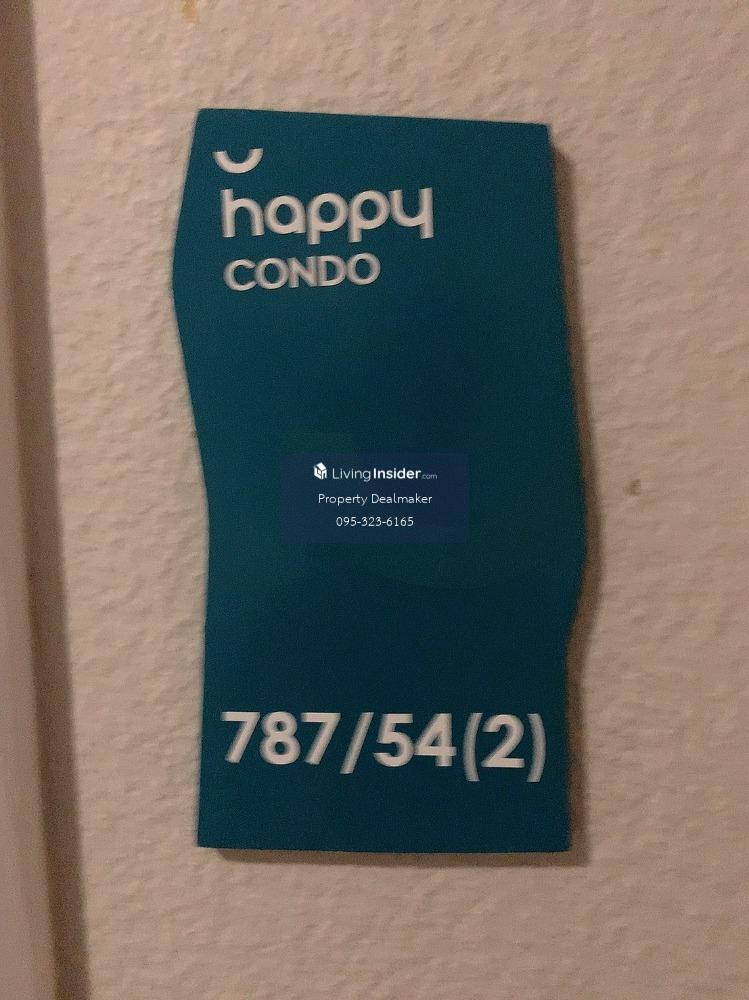 happy
CONDO
LivingInsider.com
Property Dealmaker
095-323-6165
787/54(2)